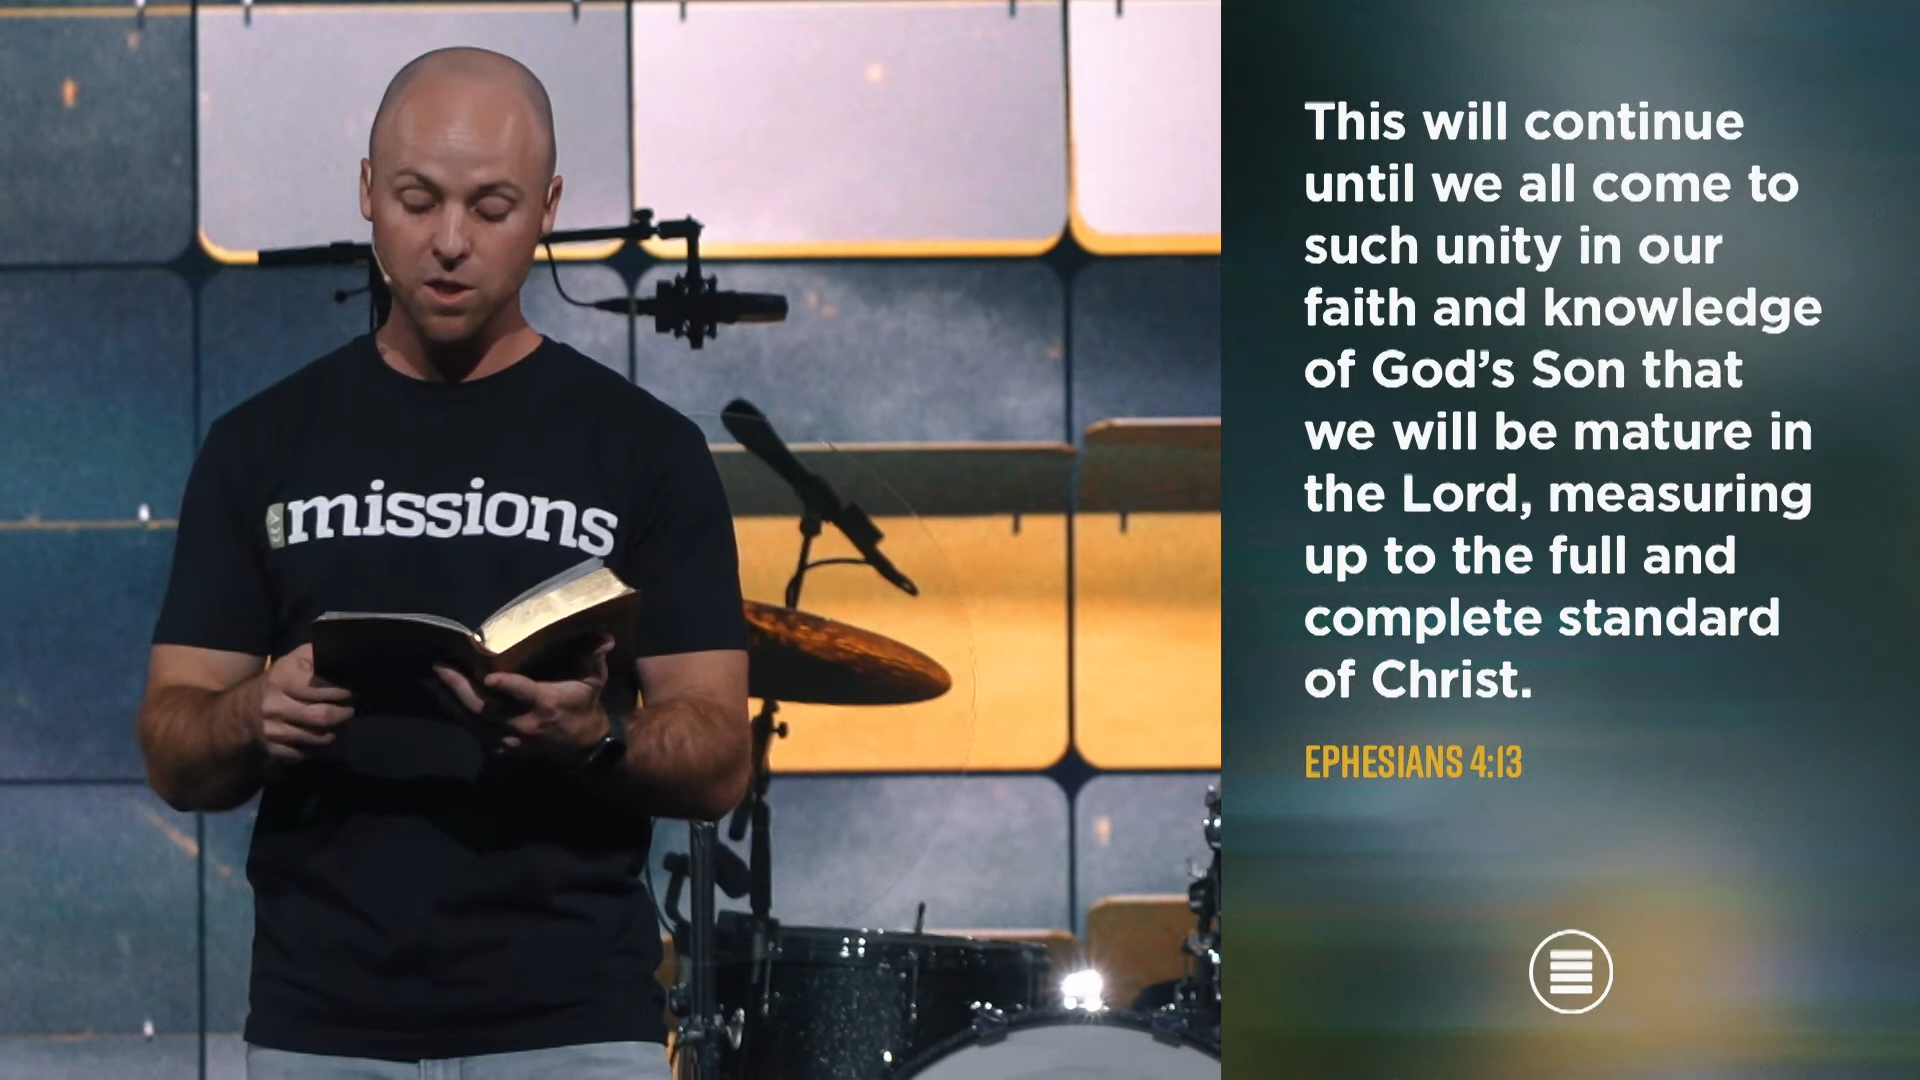 ccv
missions
This will continue
until we all come to
such unity in our
faith and knowledge
of God’s Son that
we will be mature in
the Lord, measuring
up to the full and
complete standard
of Christ.
EPHESIANS 4:13